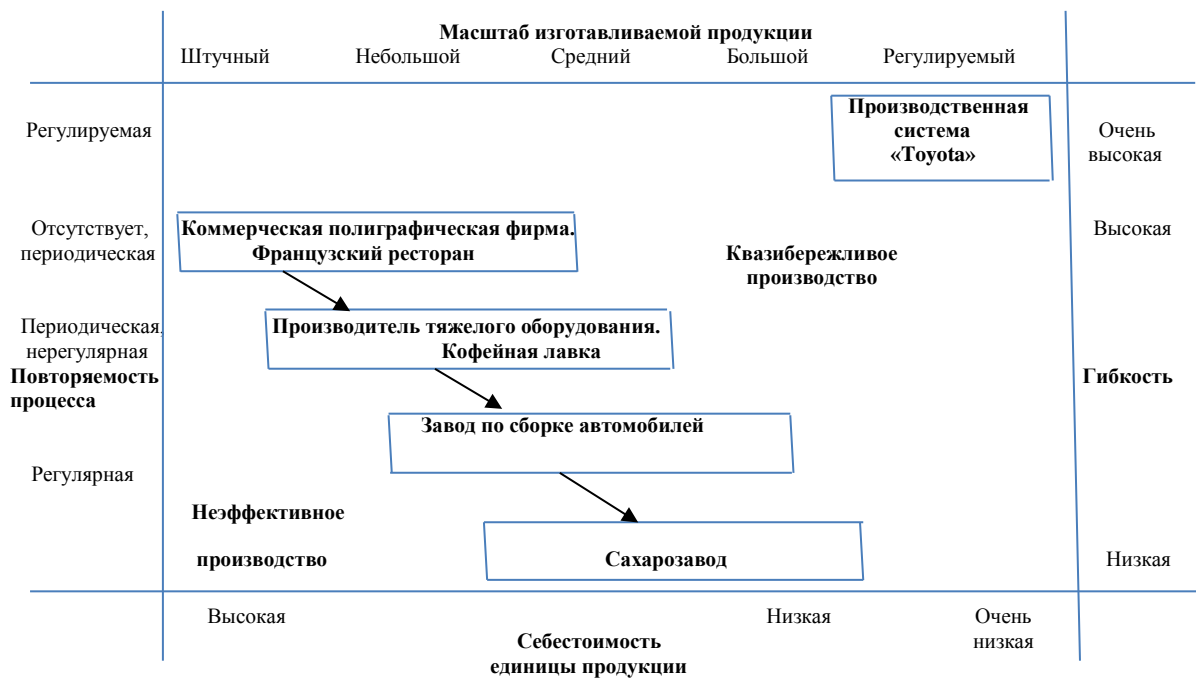 Масштаб изготавливаемой продукции
Штучный Небольшой Средний Большой Регулируемый
Регулируемая
Производственная
система
«Toyota»
Очень
высокая
Отсутствует,
периодическая
Коммерческая полиграфическая фирма.
Французский ресторан
Квазибережливое
производство
Высокая
Периодическая,
нерегулярная
Производитель тяжелого оборудования.
Кофейная лавка
Повторяемость
процесса
Гибкость
Завод по сборке автомобилей
Регулярная
Неэффективное
производство
Сахарозавод
Низкая
Высокая
Низкая
Очень
низкая
Себестоимость
единицы продукции